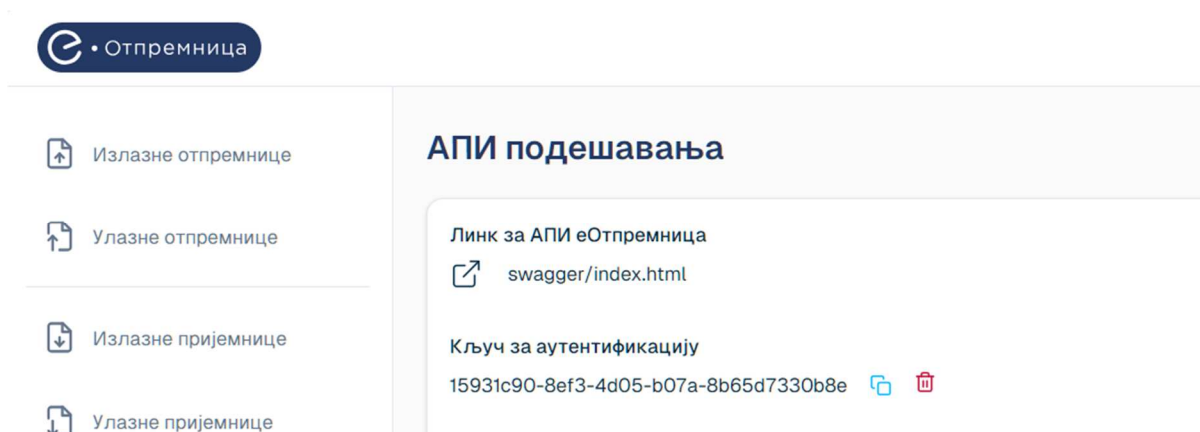 e • Отпремница
Излазне отпремнице
Улазне отпремнице
Излазне пријемнице
Улазне пријемнице
АПИ подешавања
Линк за АПИ еОтпремница
swagger/index.html
Кључ за аутентификацију
15931c90-8ef3-4d05-b07a-8b65d7330b8e